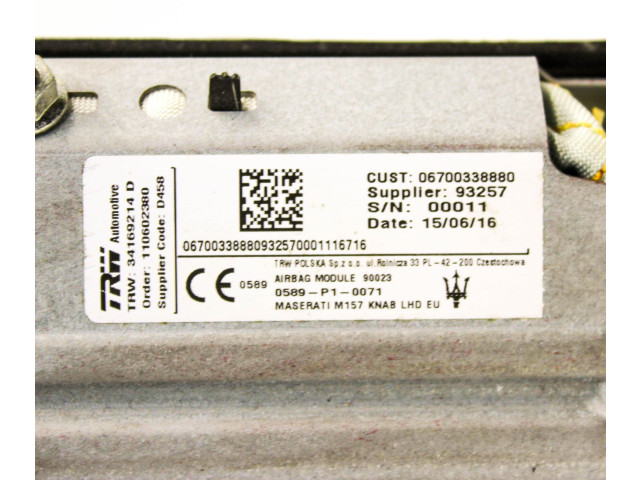 TRW Automotive
TRW: 34169214 D
Order: 110602380
Supplier Code: D458
CUST: 06700338880
Supplier: 93257
S/N: 00011
Date: 15/06/16
067003388809325700011​16716
TRW POLSKA Sp.z o.o. ul.Rolnicza 33 PL-42-200 Czestochowa
CE 0589
AIRBAG MODULE 90023
0589-P1-0071
MASERATI M157 KNAB LHD EU